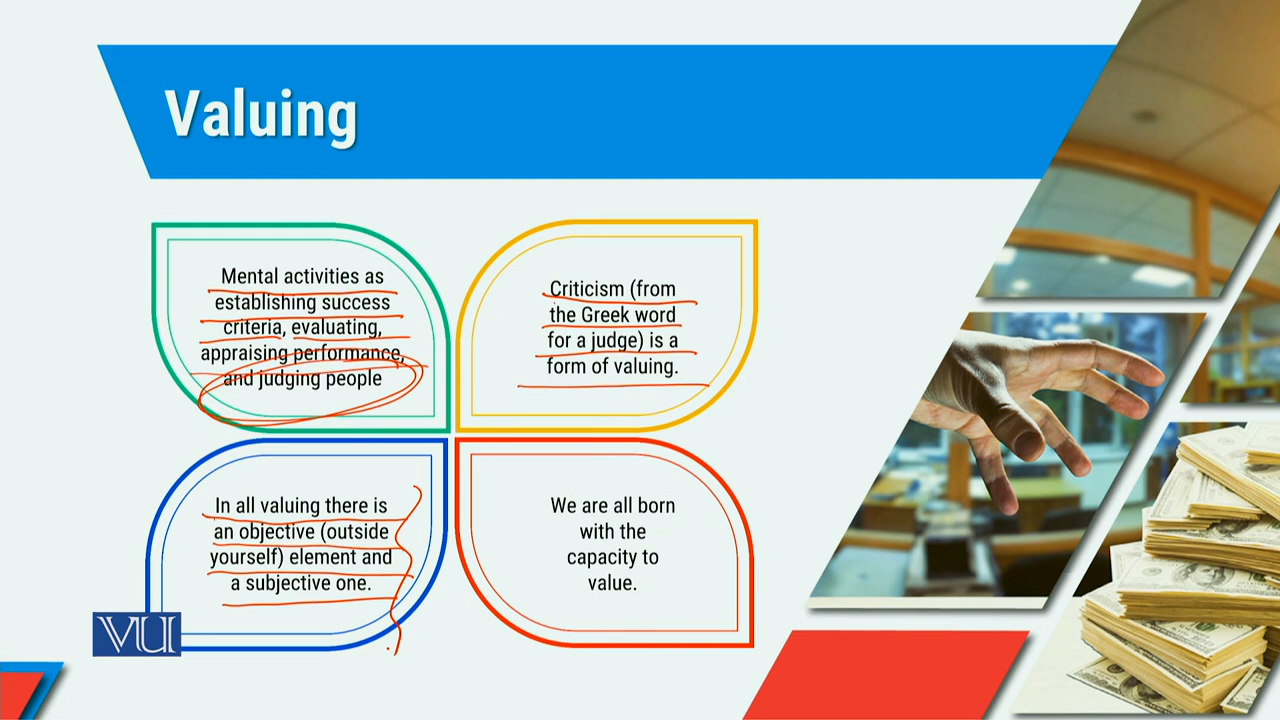 Valuing
Mental activities as
establishing success
criteria, evaluating,
appraising performance,
and judging people
Criticism (from
the Greek word
for a judge) is a
form of valuing.
In all valuing there is
an objective (outside
yourself) element and
a subjective one.
We are all born
with the
capacity to
value.
VU